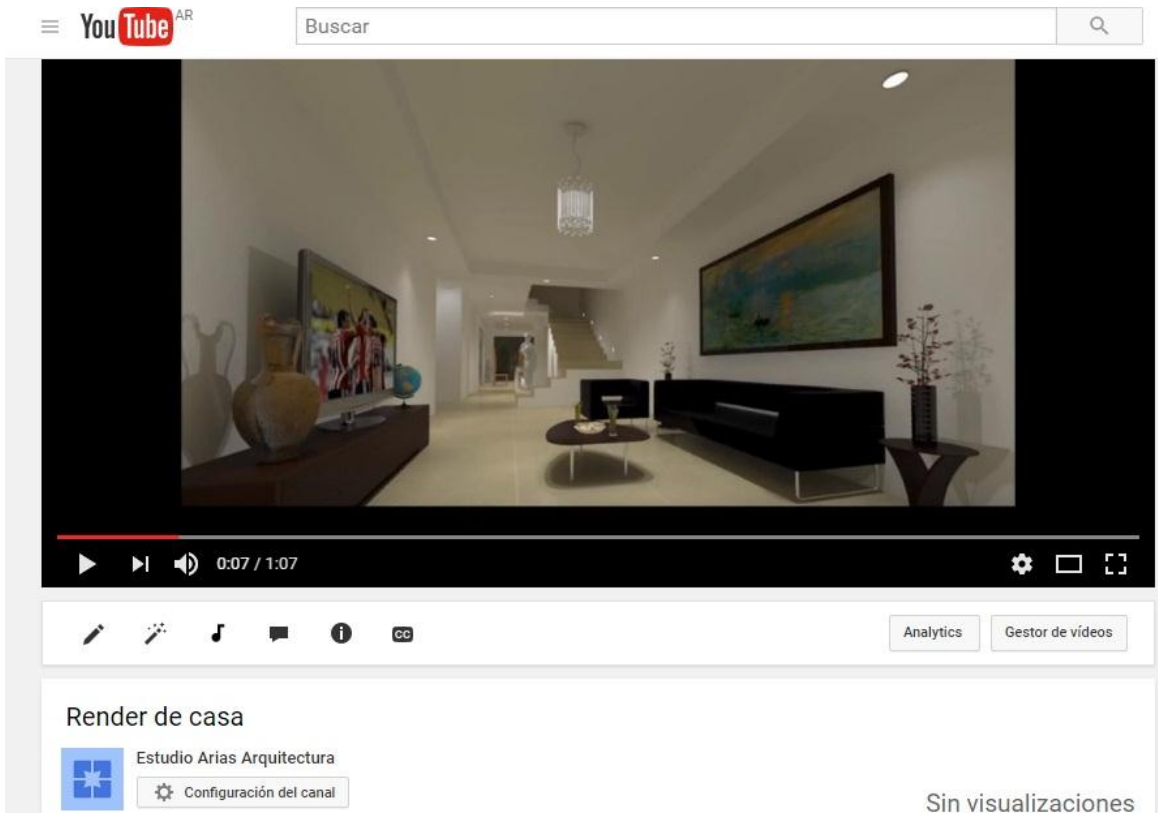 YouTube AR
Buscar
0:07 / 1:07
CC
Analytics
Gestor de vídeos
Render de casa
Estudio Arias Arquitectura
Configuración del canal
Sin visualizaciones